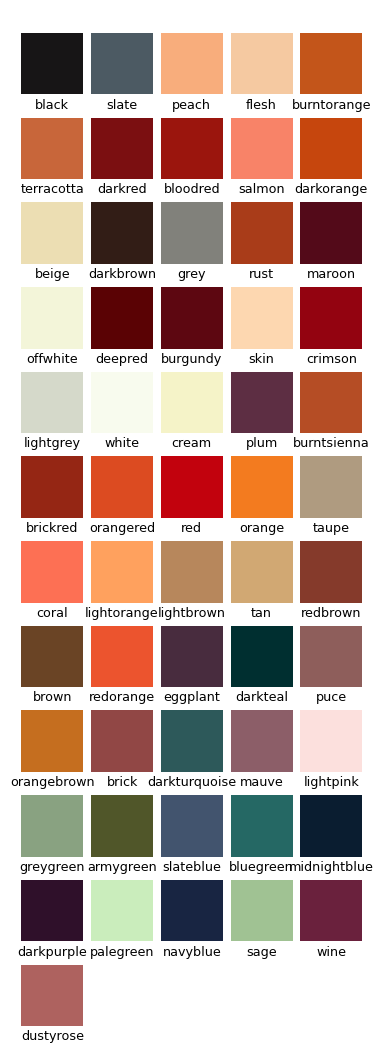 black slate peach flesh burntorange
terracotta darkred bloodred salmon darkorange
beige darkbrown grey rust maroon
offwhite deepred burgundy skin crimson
lightgrey white cream plum burntsienna
brickred orangered red orange taupe
coral lightorange lightbrown tan redbrown
brown redorange eggplant darkteal puce
orangebrown brick darkturquoise mauve lightpink
greygreen armygreen slateblue bluegreen midnightblue
darkpurple palegreen navyblue sage wine
dustyrose